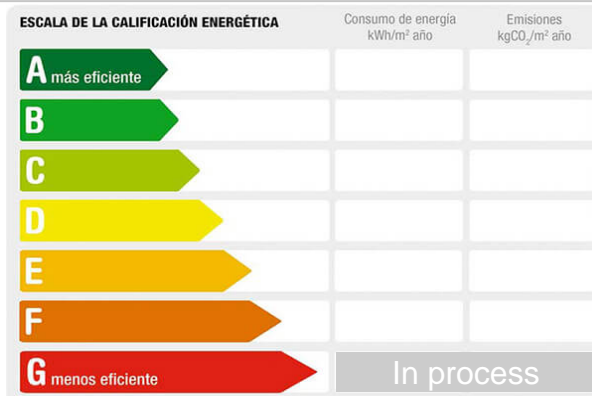 ESCALA DE LA CALIFICACIÓN ENERGÉTICA
Consumo de energía
kWh/m² año
Emisiones
kgCO₂/m² año
A más eficiente
B
C
D
E
F
G menos eficiente
In process